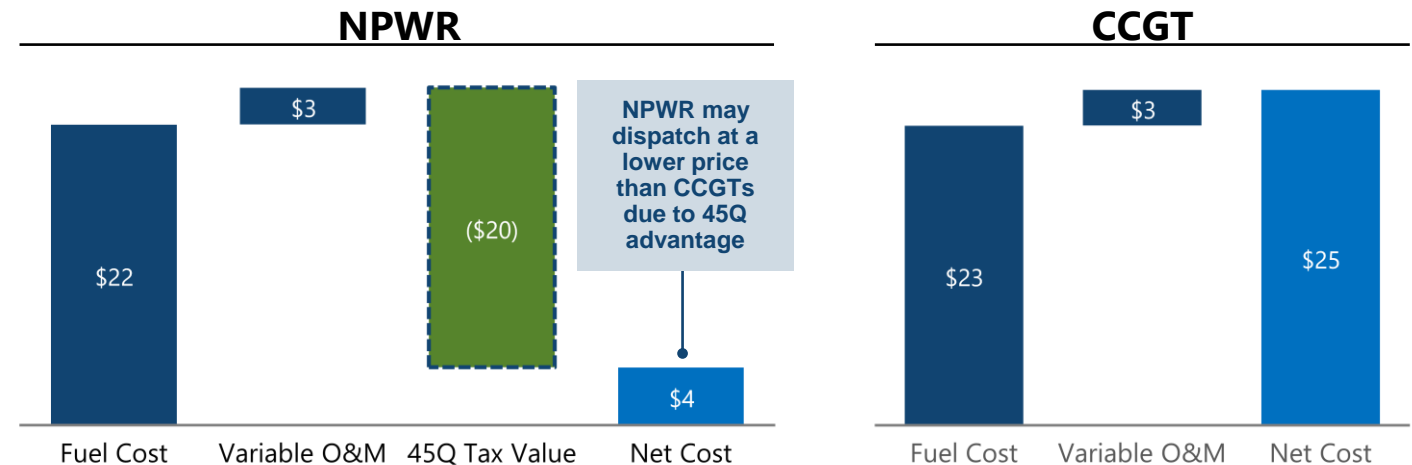 NPWR
$22
$3
($20)
$4
NPWR may
dispatch at a
lower price
than CCGTs
due to 45Q
advantage
Fuel Cost
Variable O&M
45Q Tax Value
Net Cost
CCGT
$23
$3
$25
Fuel Cost
Variable O&M
Net Cost